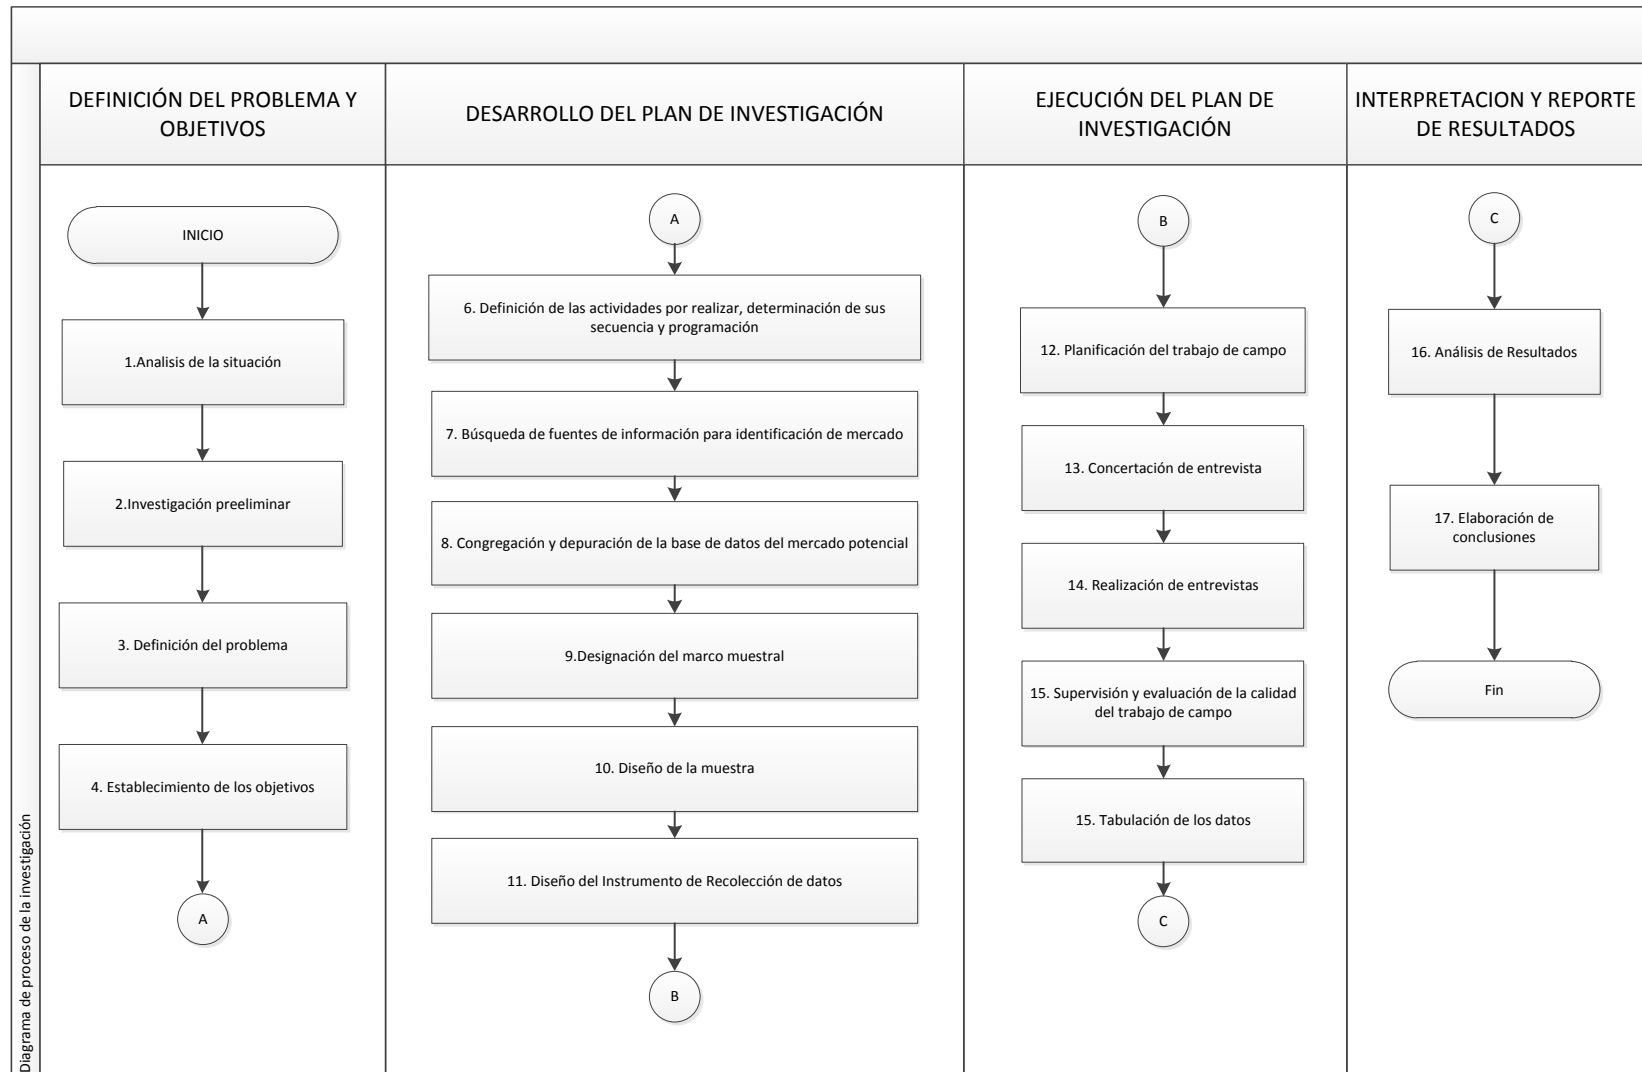 DEFINICIÓN DEL PROBLEMA Y
OBJETIVOS
DESARROLLO DEL PLAN DE INVESTIGACIÓN
EJECUCIÓN DEL PLAN DE
INVESTIGACIÓN
INTERPRETACION Y REPORTE
DE RESULTADOS
Diagrama de proceso de la investigación
INICIO
1.Analisis de la situación
2.Investigación preeliminar
3. Definición del problema
4. Establecimiento de los objetivos
A
A
6. Definición de las actividades por realizar, determinación de sus
secuencia y programación
7. Búsqueda de fuentes de información para identificación de mercado
8. Congregación y depuración de la base de datos del mercado potencial
9.Designación del marco muestral
10. Diseño de la muestra
11. Diseño del Instrumento de Recolección de datos
B
B
12. Planificación del trabajo de campo
13. Concertación de entrevista
14. Realización de entrevistas
15. Supervisión y evaluación de la calidad
del trabajo de campo
15. Tabulación de los datos
C
C
16. Análisis de Resultados
17. Elaboración de
conclusiones
Fin